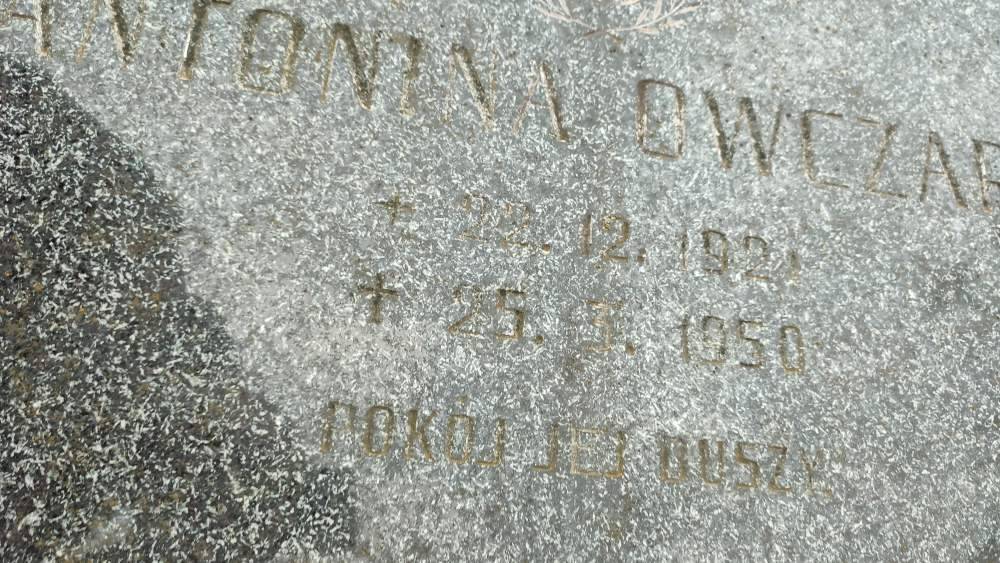 ANTONINA OWCZAR
+ 22. 12. 1921
+ 25. 3. 1950
POKÓJ JEJ DUSZY